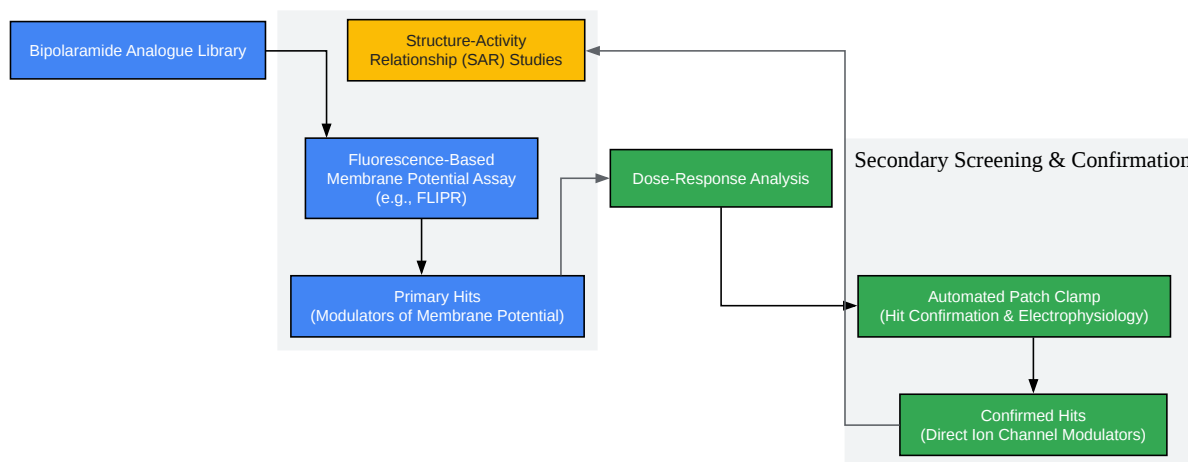 Bipolaramide Analogue Library
Structure-Activity
Relationship (SAR) Studies
Fluorescence-Based
Membrane Potential Assay
(e.g., FLIPR)
Primary Hits
(Modulators of Membrane Potential)
Dose-Response Analysis
Secondary Screening & Confirmation
Automated Patch Clamp
(Hit Confirmation & Electrophysiology)
Confirmed Hits
(Direct Ion Channel Modulators)